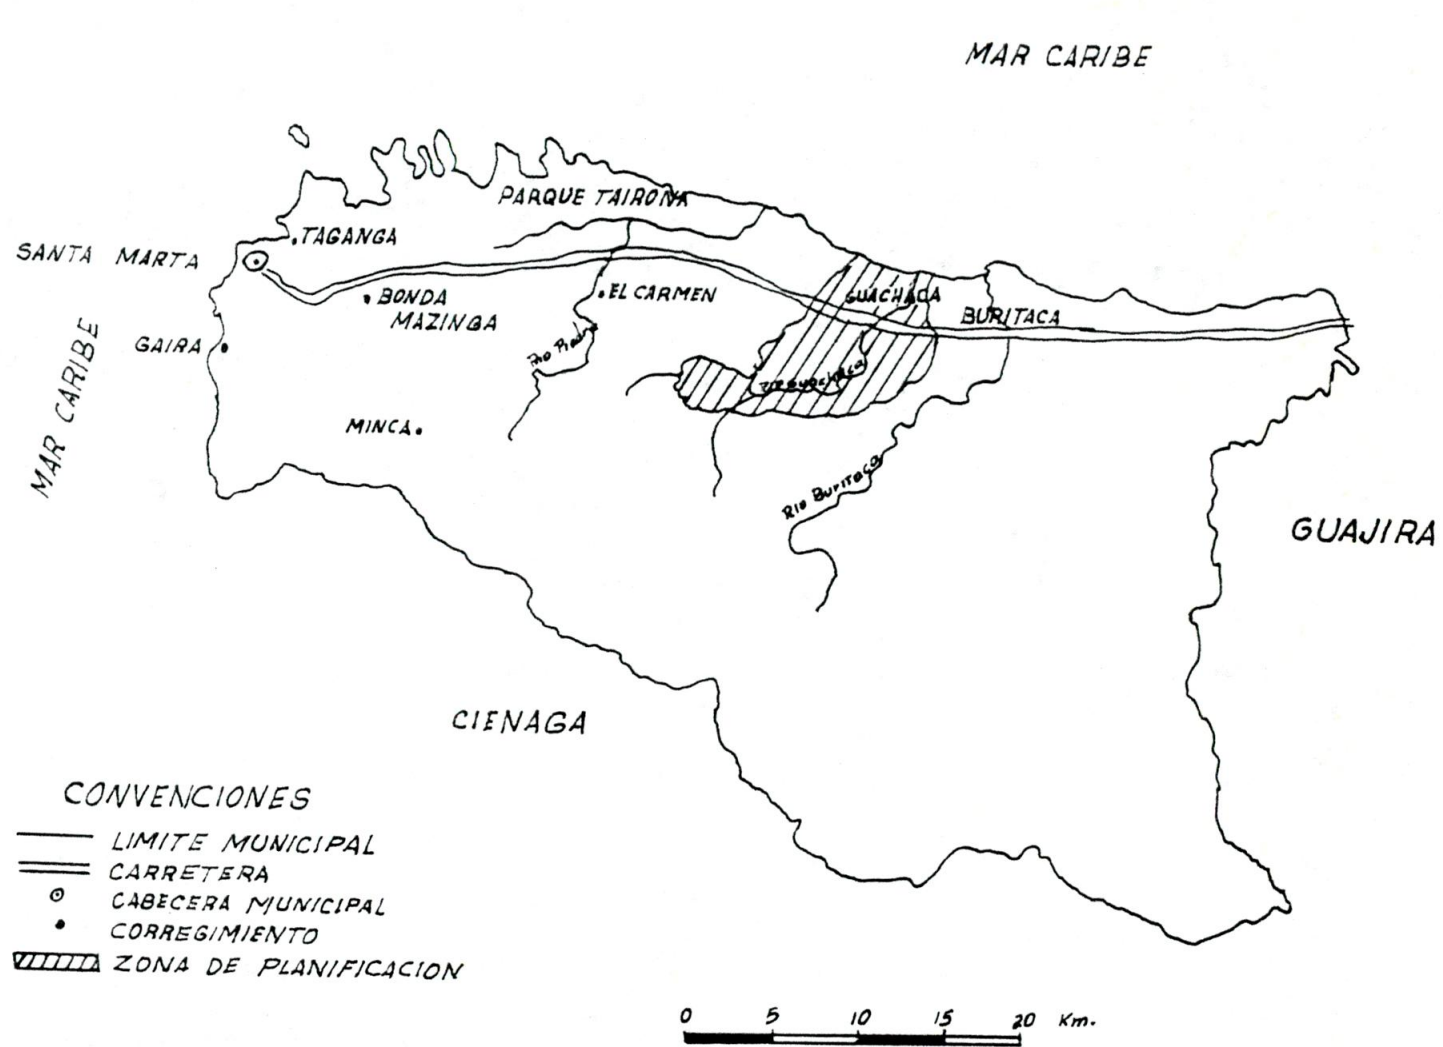 MAR CARIBE
PARQUE TAIRONA
TAGANGA
SANTA MARTA
BONDA
MAZINGA
EL CARMEN
GUACHACA
BURITACA
GAIRA
Rio Piedra
MAR CARIBE
MINCA
RIO BURITACA
GUAJIRA
CIENAGA
CONVENCIONES
LIMITE MUNICIPAL
CARRETERA
CABECERA MUNICIPAL
CORREGIMIENTO
ZONA DE PLANIFICACION
0 5 10 15 20 Km.